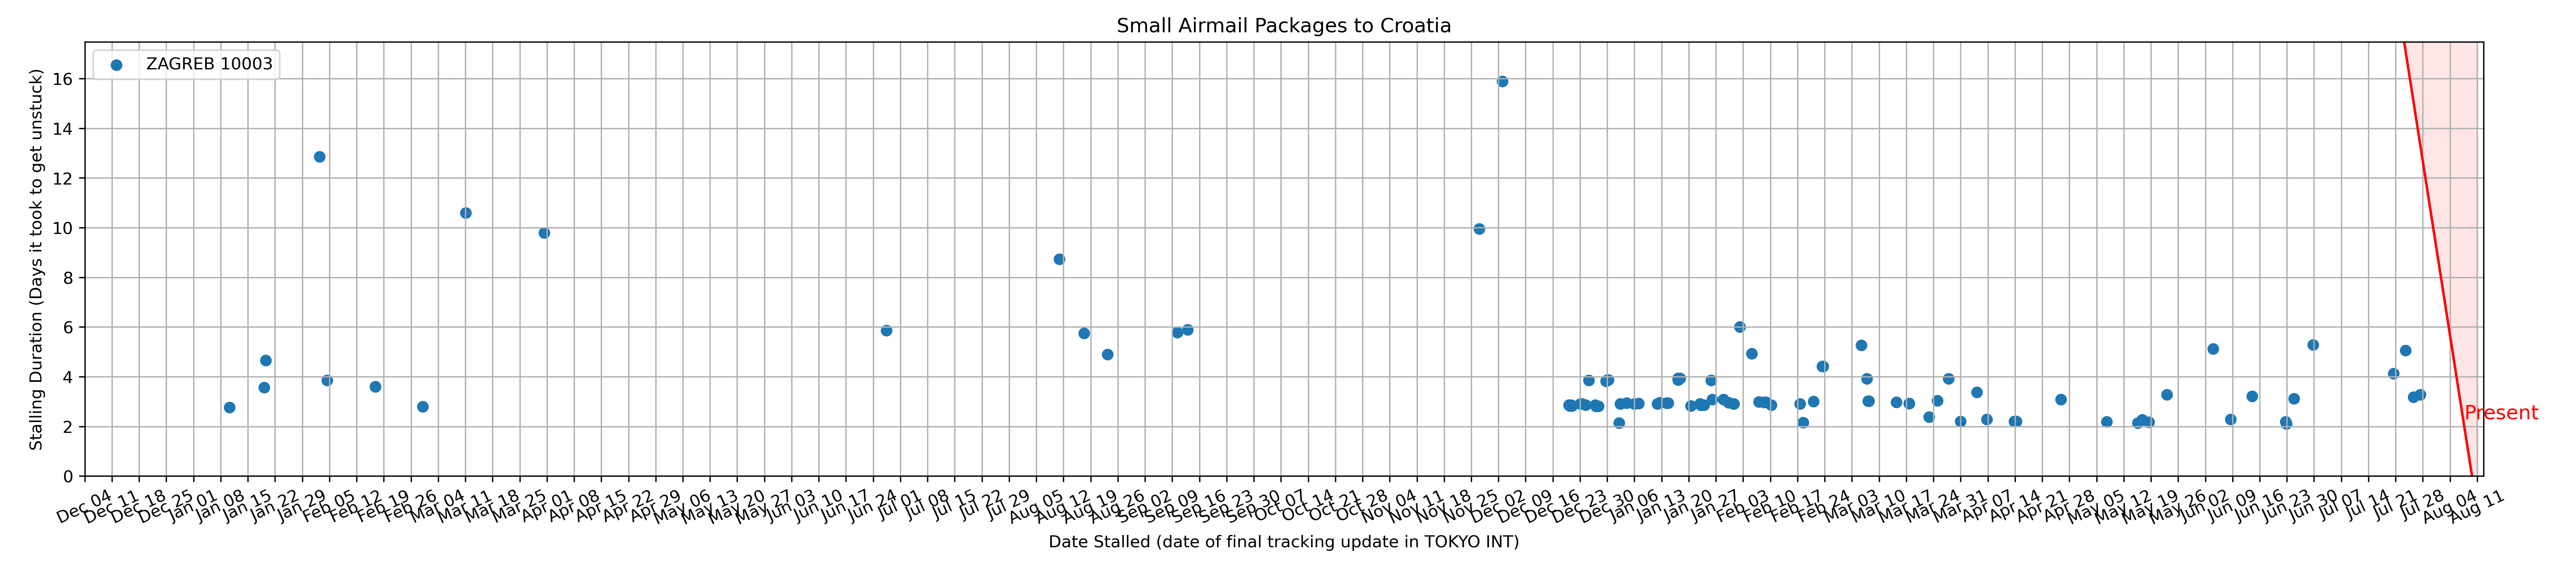 Small Airmail Packages to Croatia
ZAGREB 10003
Stalling Duration (Days it took to get unstuck)
16
14
12
10
8
6
4
2
0
Present
Dec 04
Dec 11
Dec 18
Dec 25
Jan 01
Jan 08
Jan 15
Jan 22
Jan 29
Feb 05
Feb 12
Feb 19
Feb 26
Mar 04
Mar 11
Mar 18
Mar 25
Apr 01
Apr 08
Apr 15
Apr 22
Apr 29
May 06
May 13
May 20
May 27
Jun 03
Jun 10
Jun 17
Jun 24
Jul 01
Jul 08
Jul 15
Jul 22
Jul 29
Aug 05
Aug 12
Aug 19
Aug 26
Sep 02
Sep 09
Sep 16
Sep 23
Sep 30
Oct 07
Oct 14
Oct 21
Oct 28
Nov 04
Nov 11
Nov 18
Nov 25
Dec 02
Dec 09
Dec 16
Dec 23
Dec 30
Jan 06
Jan 13
Jan 20
Jan 27
Feb 03
Feb 10
Feb 17
Feb 24
Mar 03
Mar 10
Mar 17
Mar 24
Mar 31
Apr 07
Apr 14
Apr 21
Apr 28
May 05
May 12
May 19
May 26
Jun 02
Jun 09
Jun 16
Jun 23
Jun 30
Jul 07
Jul 14
Jul 21
Jul 28
Aug 04
Aug 11
Date Stalled (date of final tracking update in TOKYO INT)